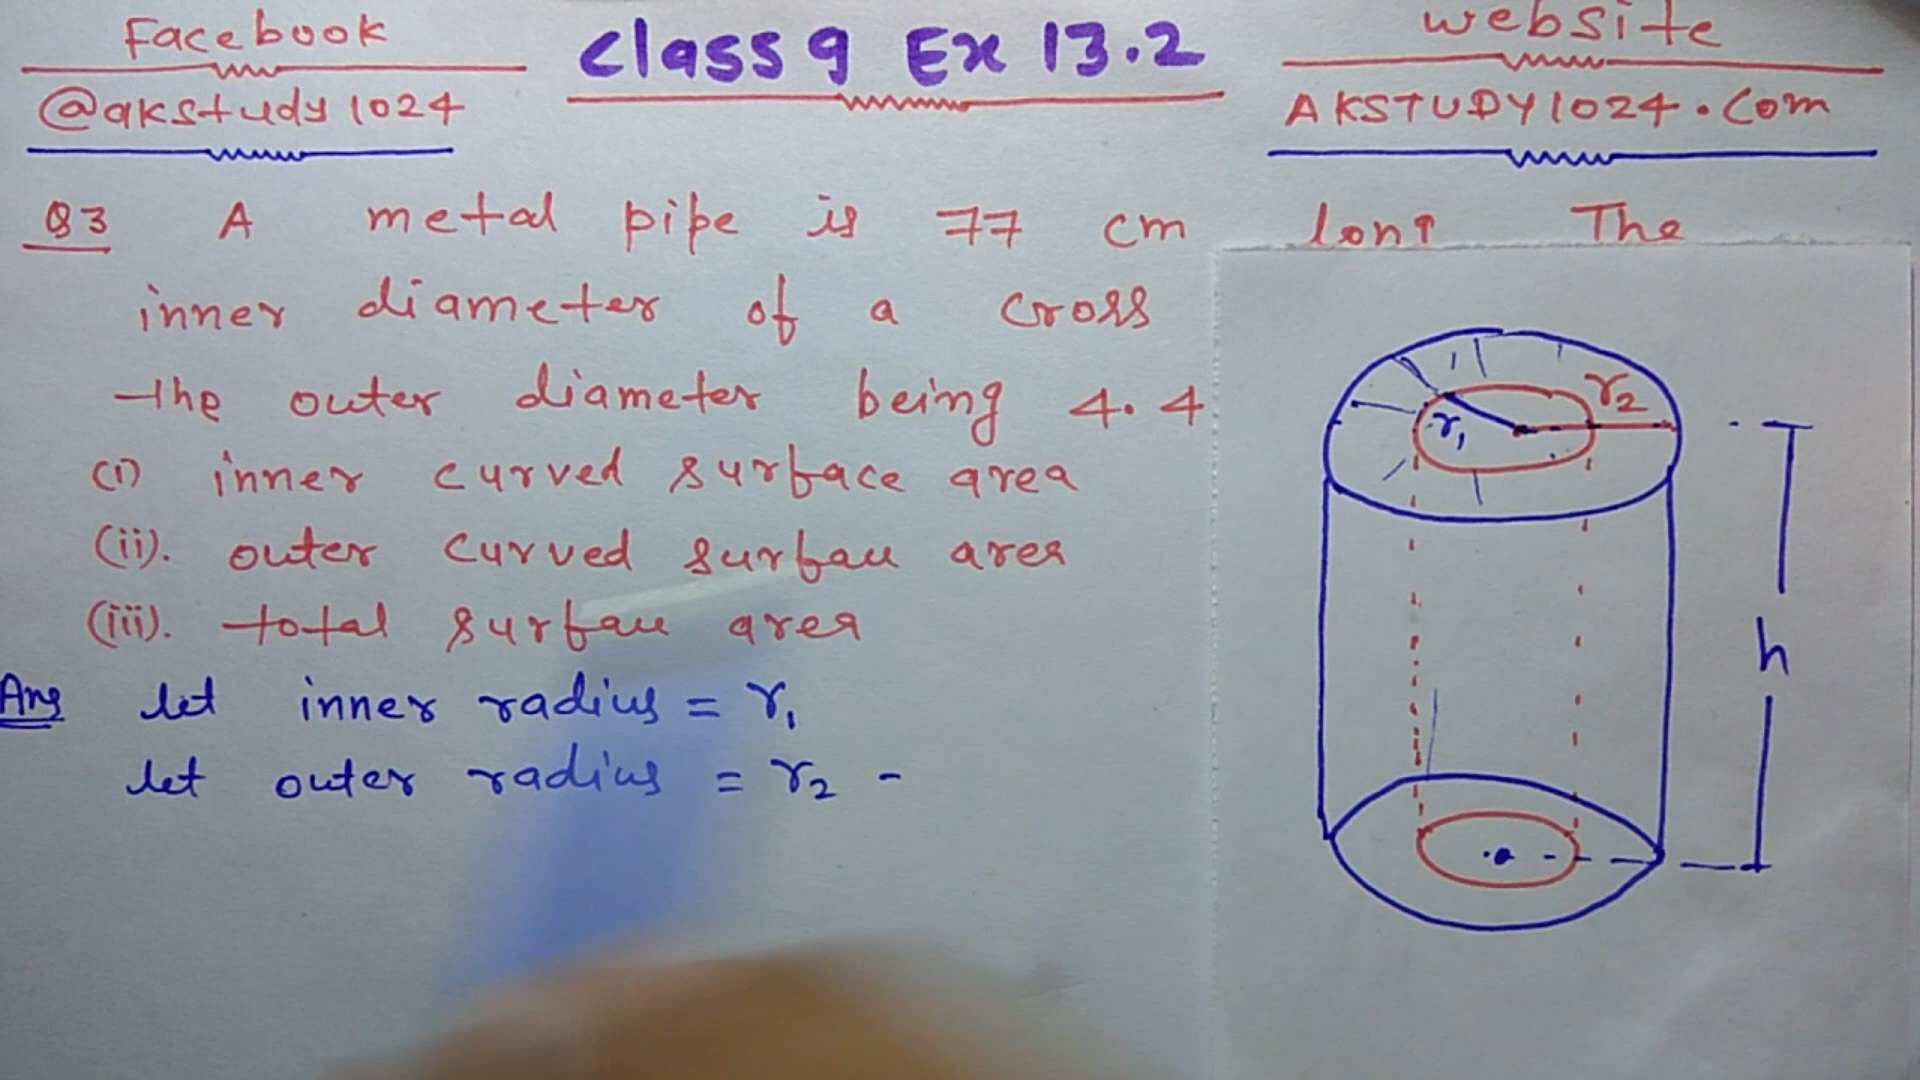 Facebook
@akstudy1024
Class 9 Ex 13.2
website
AKSTUDY1024.Com
Q3 A metal pipe is 77 cm long The
inner diameter of a cross
the outer diameter being 4.4
(i) inner curved surface area
(ii). outer curved surface area
(iii). total surface area
Ans let inner radius = r₁
let outer radius = r₂ -
r₁
r₂
h